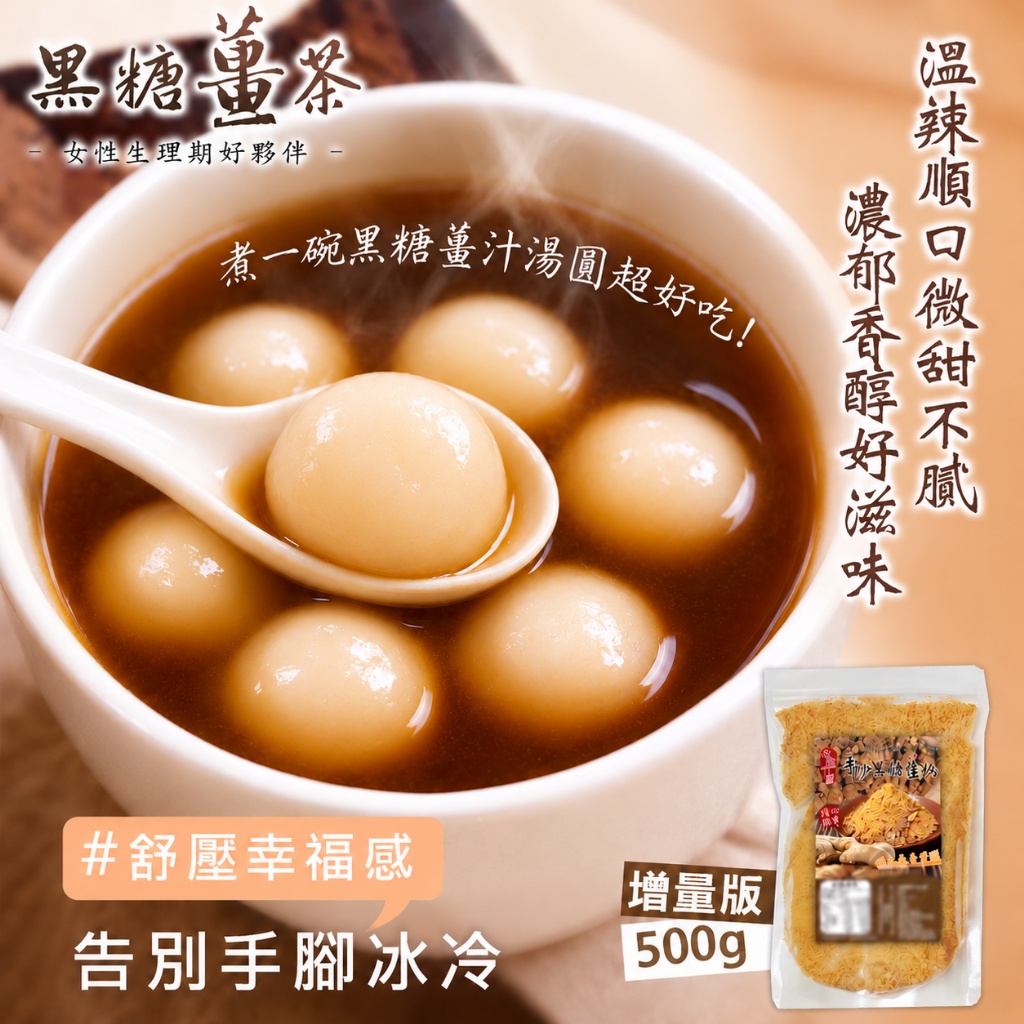 黑糖薑茶
- 女性生理期好夥伴 -
溫辣順口微甜不膩
濃郁香醇好滋味
煮一碗黑糖薑汁湯圓超好吃!
#舒壓幸福感
告別手腳冰冷
增量版
500g